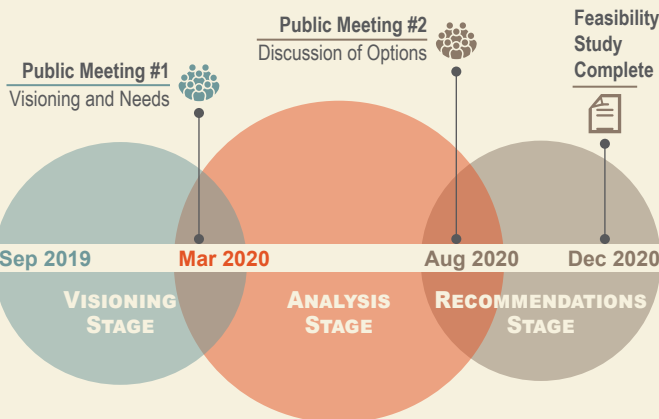 Public Meeting #1
Visioning and Needs
Public Meeting #2
Discussion of Options
Feasibility
Study
Complete
Sep 2019
Mar 2020
Aug 2020
Dec 2020
VISIONING
STAGE
ANALYSIS
STAGE
RECOMMENDATIONS
STAGE